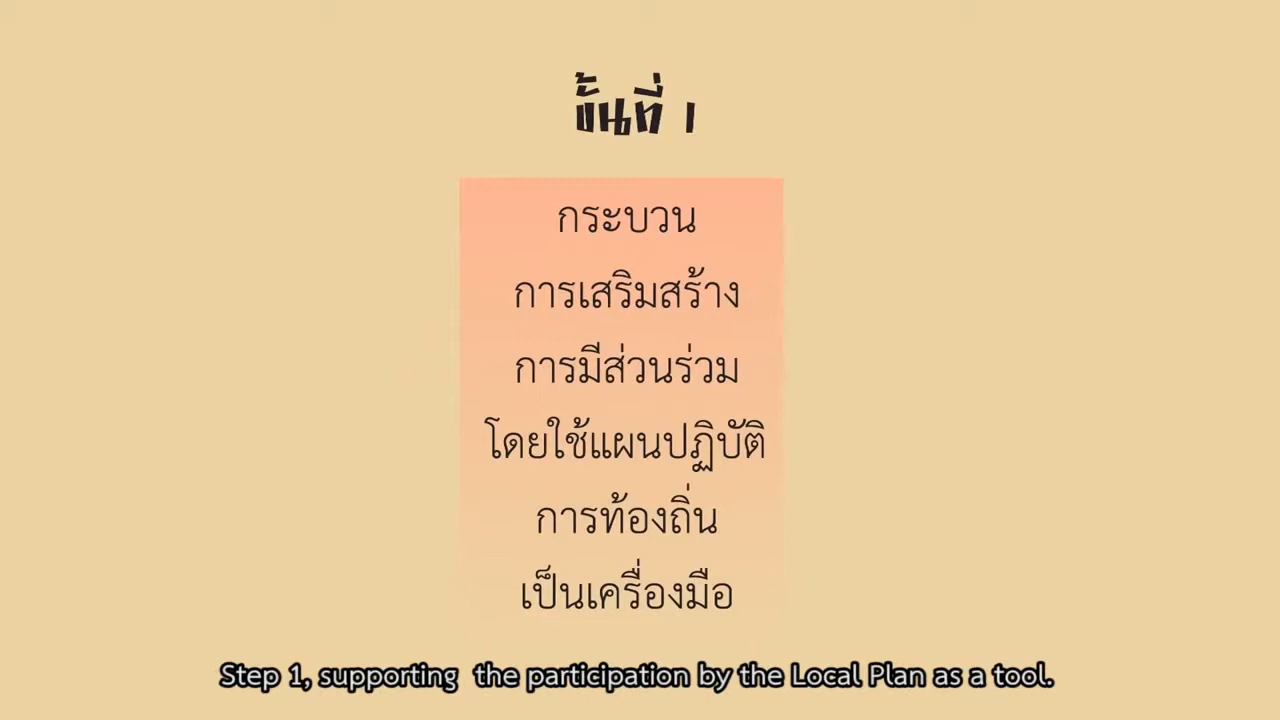 ขั้นที่ 1
กระบวน
การเสริมสร้าง
การมีส่วนร่วม
โดยใช้แผนปฏิบัติ
การท้องถิ่น
เป็นเครื่องมือ
Step 1, supporting the participation by the Local Plan as a tool.